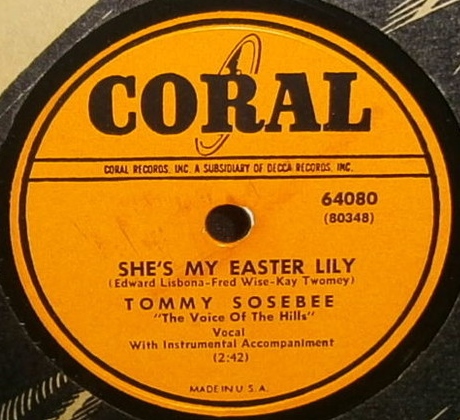 CORAL
CORAL RECORDS, INC. A SUBSIDIARY OF DECCA RECORDS, INC.
64080
(80348)
SHE'S MY EASTER LILY
(Edward Lisbona-Fred Wise-Kay Twomey)
TOMMY SOSEBEE
"The Voice Of The Hills"
Vocal
With Instrumental Accompaniment
(2:42)
MADE IN U. S. A.